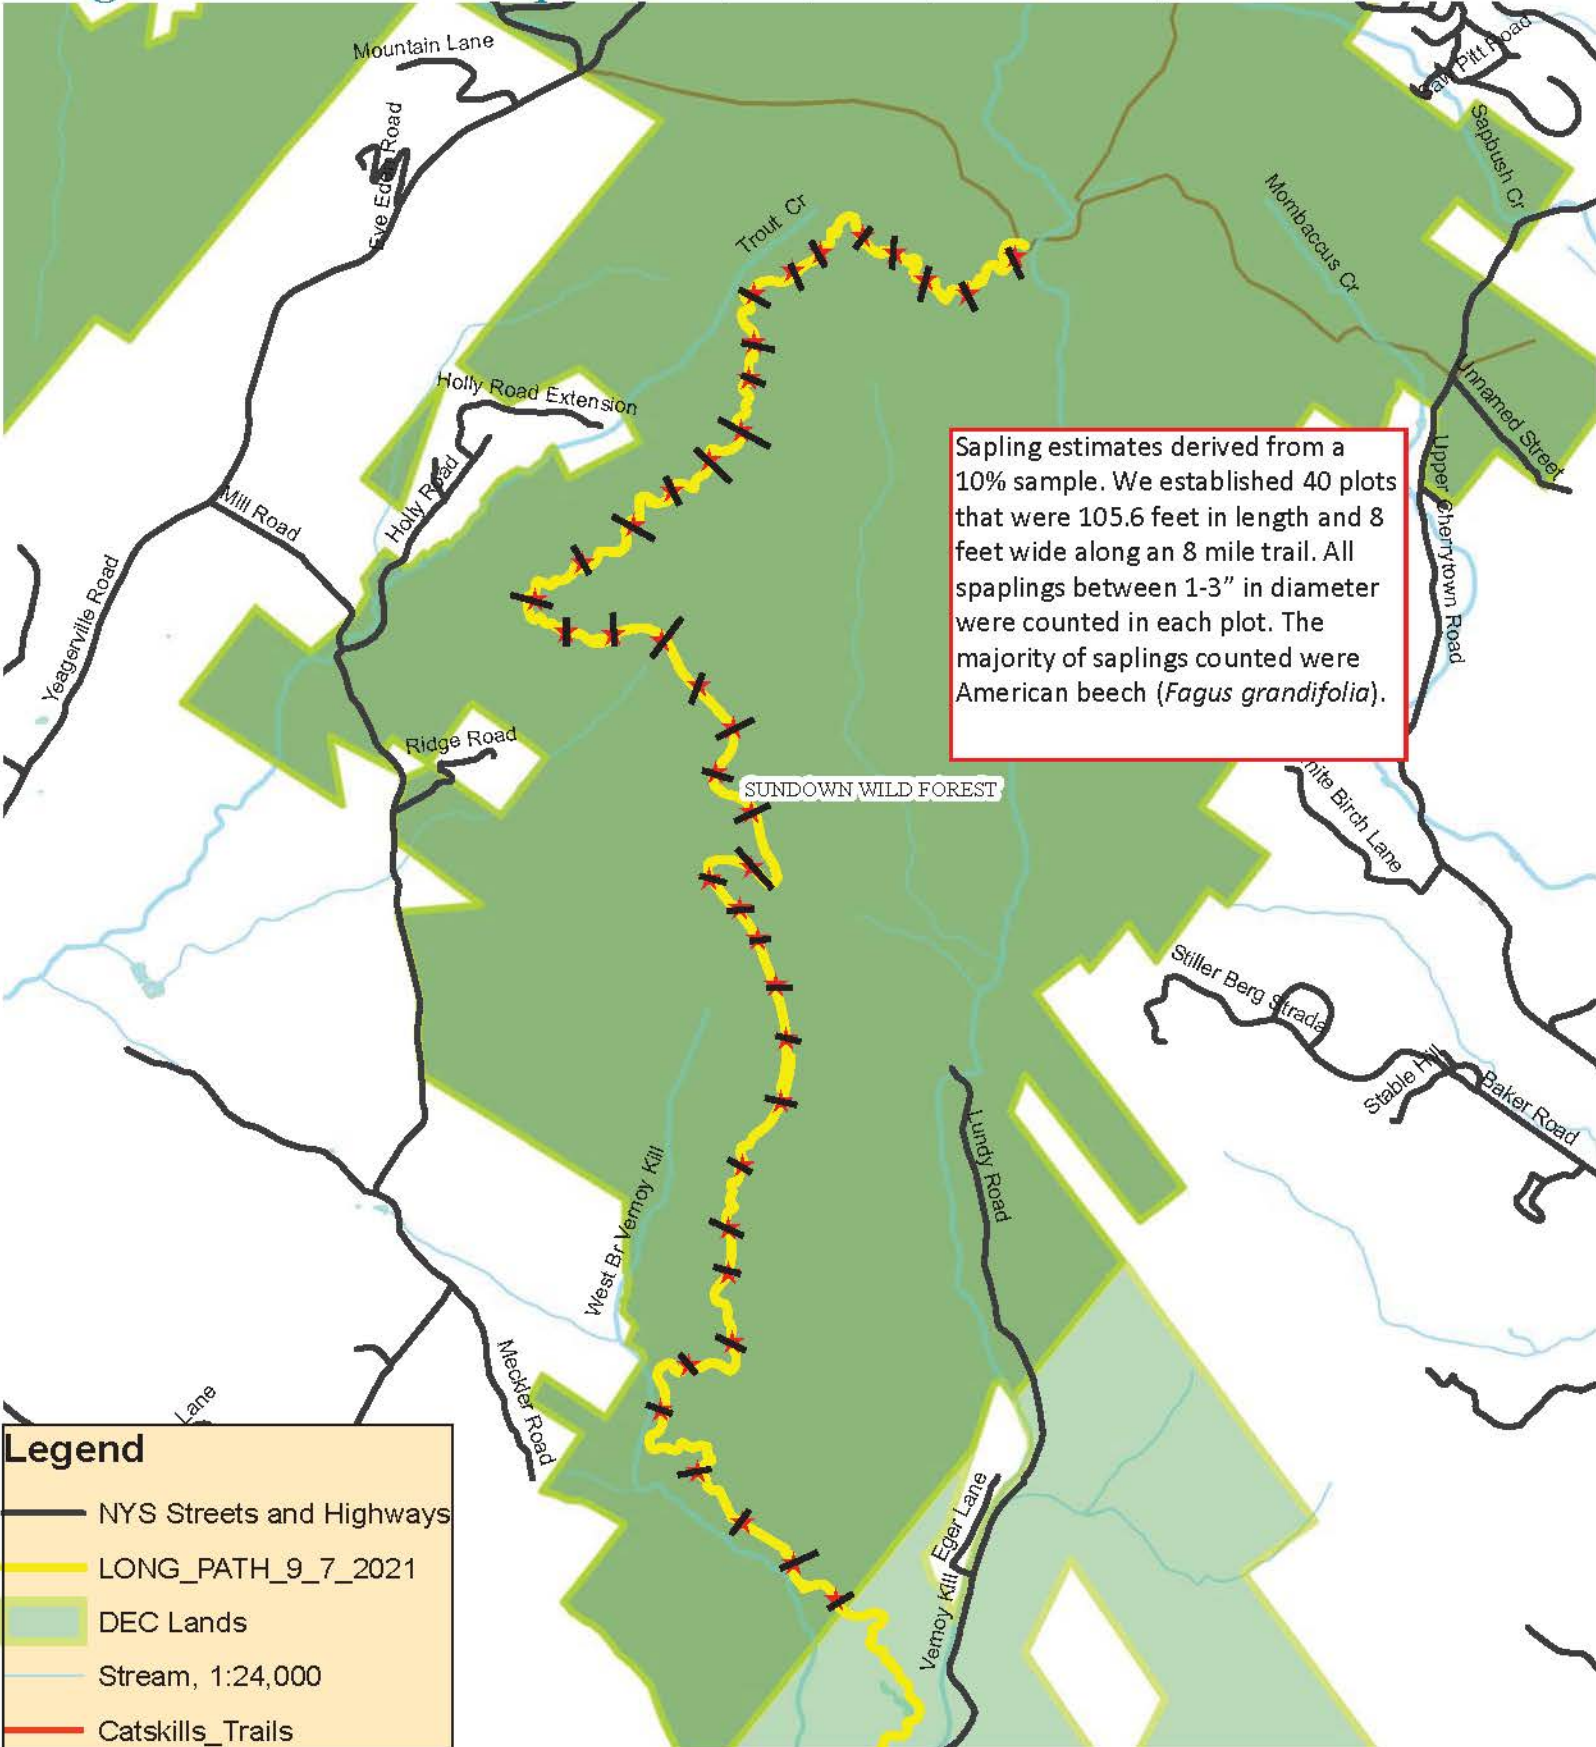 Mountain Lane
Eve Eden Road
Saw Pitt Road
Sapbush Cr
Mombaccus Cr
Trout Cr
Holly Road Extension
Holly Road
Mill Road
Yeagerville Road
Unnamed Street
Upper Cherrytown Road
Sapling estimates derived from a
10% sample. We established 40 plots
that were 105.6 feet in length and 8
feet wide along an 8 mile trail. All
spaplings between 1-3” in diameter
were counted in each plot. The
majority of saplings counted were
American beech (Fagus grandifolia).
Ridge Road
SUNDOWN WILD FOREST
hite Birch Lane
Stiller Berg Strada
Stable Hill
Baker Road
Lundy Road
West Br Vernoy Kill
Meckler Road
Lane
Eger Lane
Vernoy Kill
Legend
NYS Streets and Highways
LONG_PATH_9_7_2021
DEC Lands
Stream, 1:24,000
Catskills_Trails